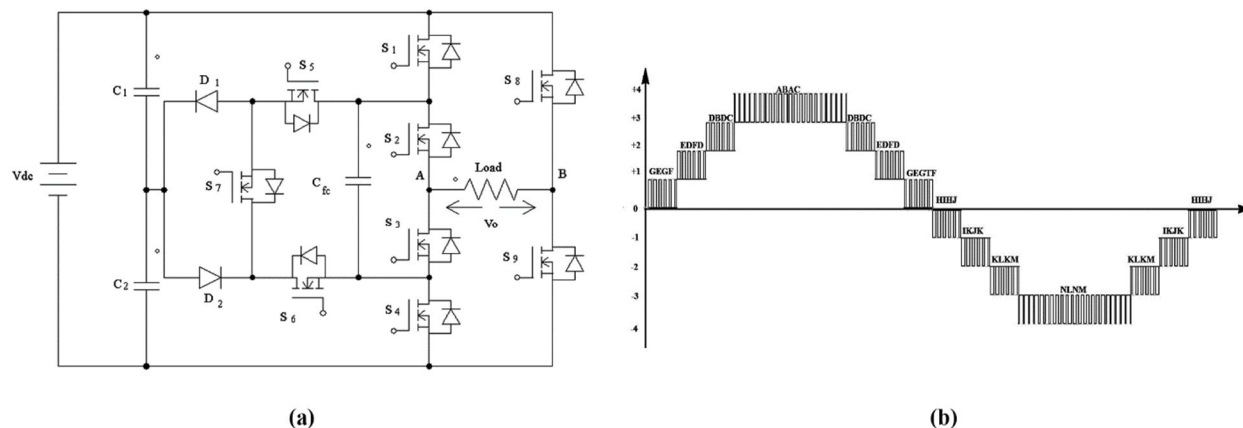 S1
S5
D1
S8
C1
S2
Load
A
B
S7
Cfc
Vdc
Vo
S3
S9
C2
D2
S6
S4
(a)
+4
ABAC
+3
DBDC
DBDC
+2
EDFD
EDFD
+1
GEGF
GEGTF
0
HIHJ
HIHJ
-1
IKJK
IKJK
-2
KLKM
KLKM
-3
NLNM
-4
(b)